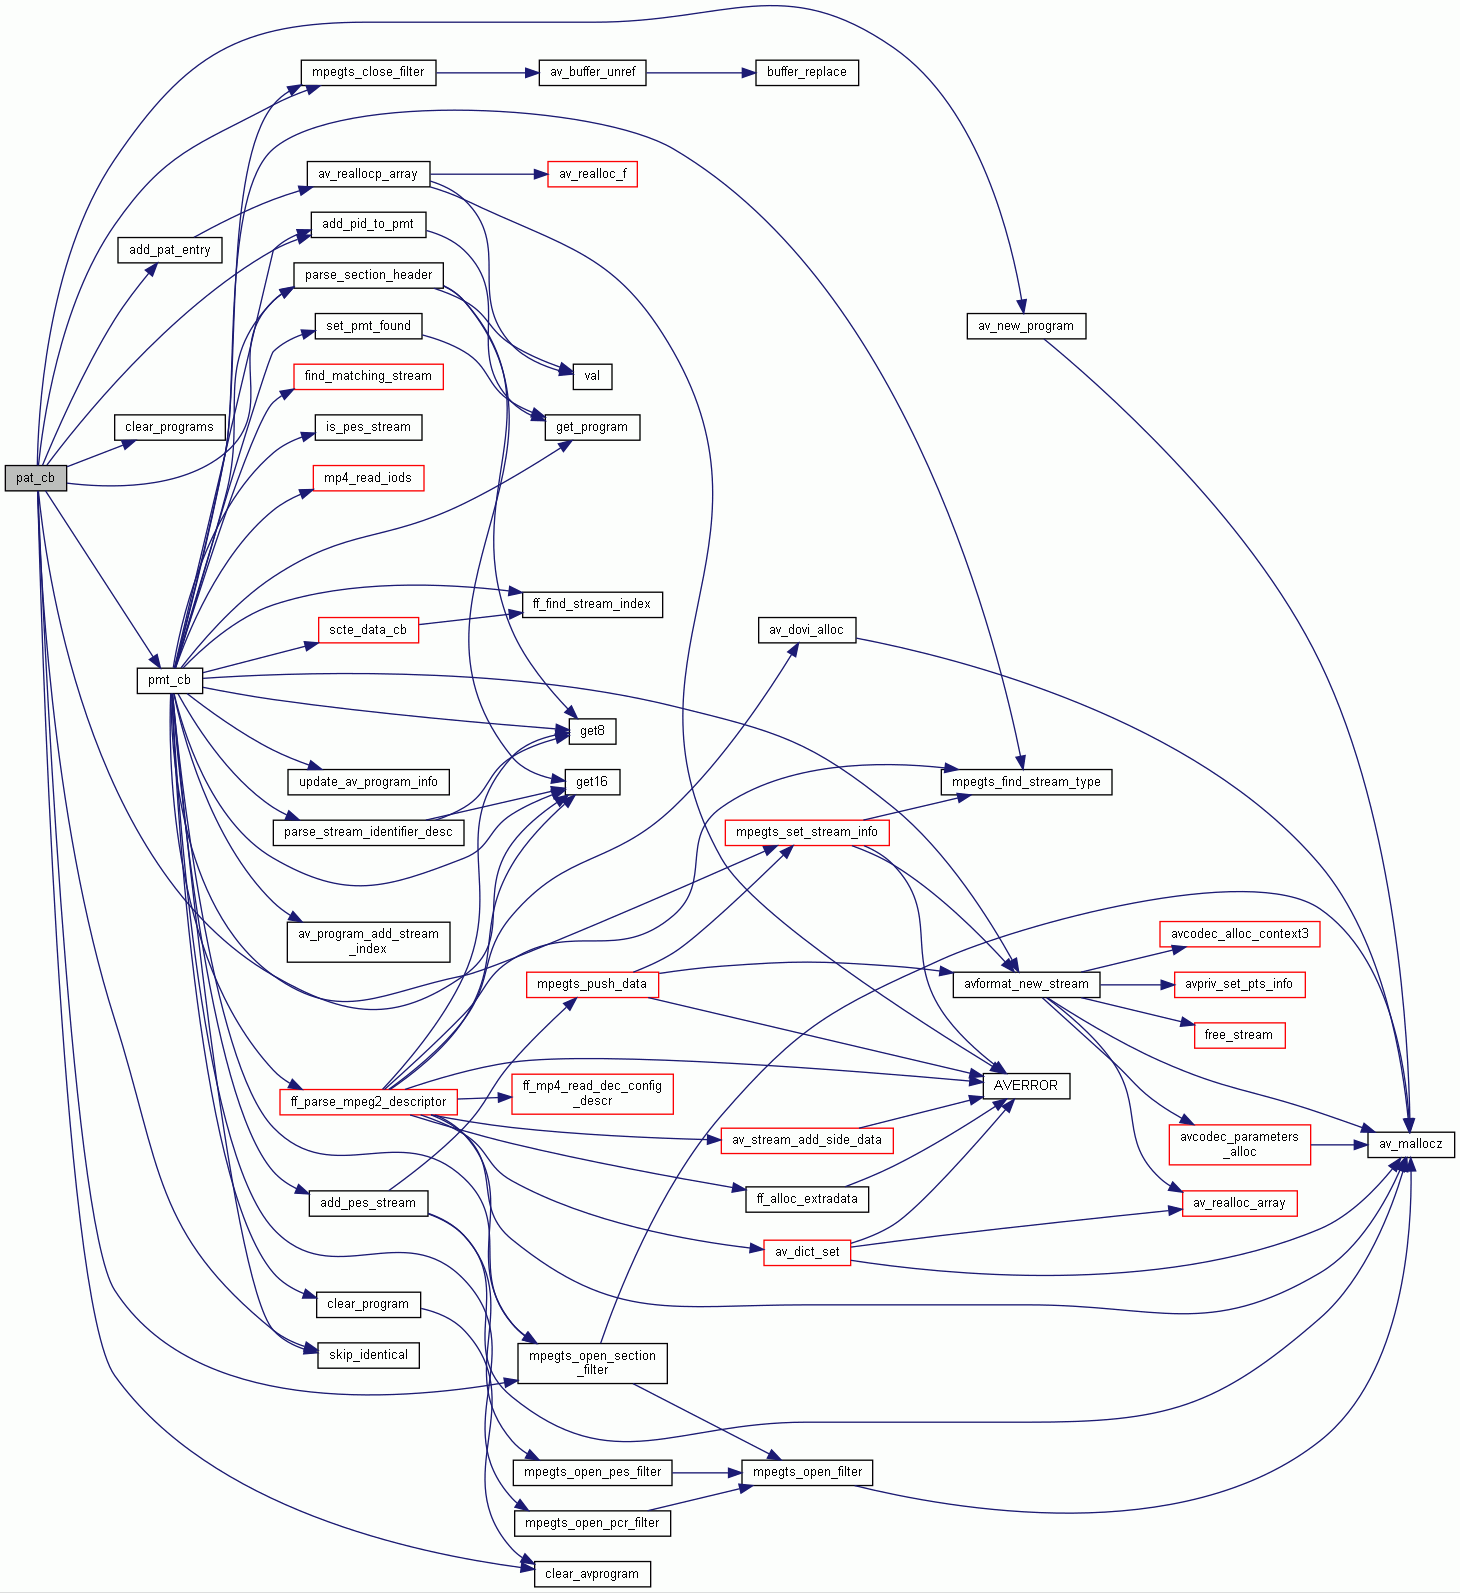 mpegts_close_filter
av_buffer_unref
buffer_replace
av_reallocp_array
av_realloc_f
add_pid_to_pmt
add_pat_entry
parse_section_header
set_pmt_found
av_new_program
find_matching_stream
val
clear_programs
is_pes_stream
get_program
pat_cb
mp4_read_iods
ff_find_stream_index
scte_data_cb
av_dovi_alloc
pmt_cb
get8
update_av_program_info
get16
mpegts_find_stream_type
parse_stream_identifier_desc
mpegts_set_stream_info
av_program_add_stream
_index
avcodec_alloc_context3
mpegts_push_data
avformat_new_stream
avpriv_set_pts_info
free_stream
ff_parse_mpeg2_descriptor
ff_mp4_read_dec_config
_descr
AVERROR
av_stream_add_side_data
avcodec_parameters
_alloc
av_mallocz
add_pes_stream
ff_alloc_extradata
av_realloc_array
av_dict_set
clear_program
skip_identical
mpegts_open_section
_filter
mpegts_open_pes_filter
mpegts_open_filter
mpegts_open_pcr_filter
clear_avprogram